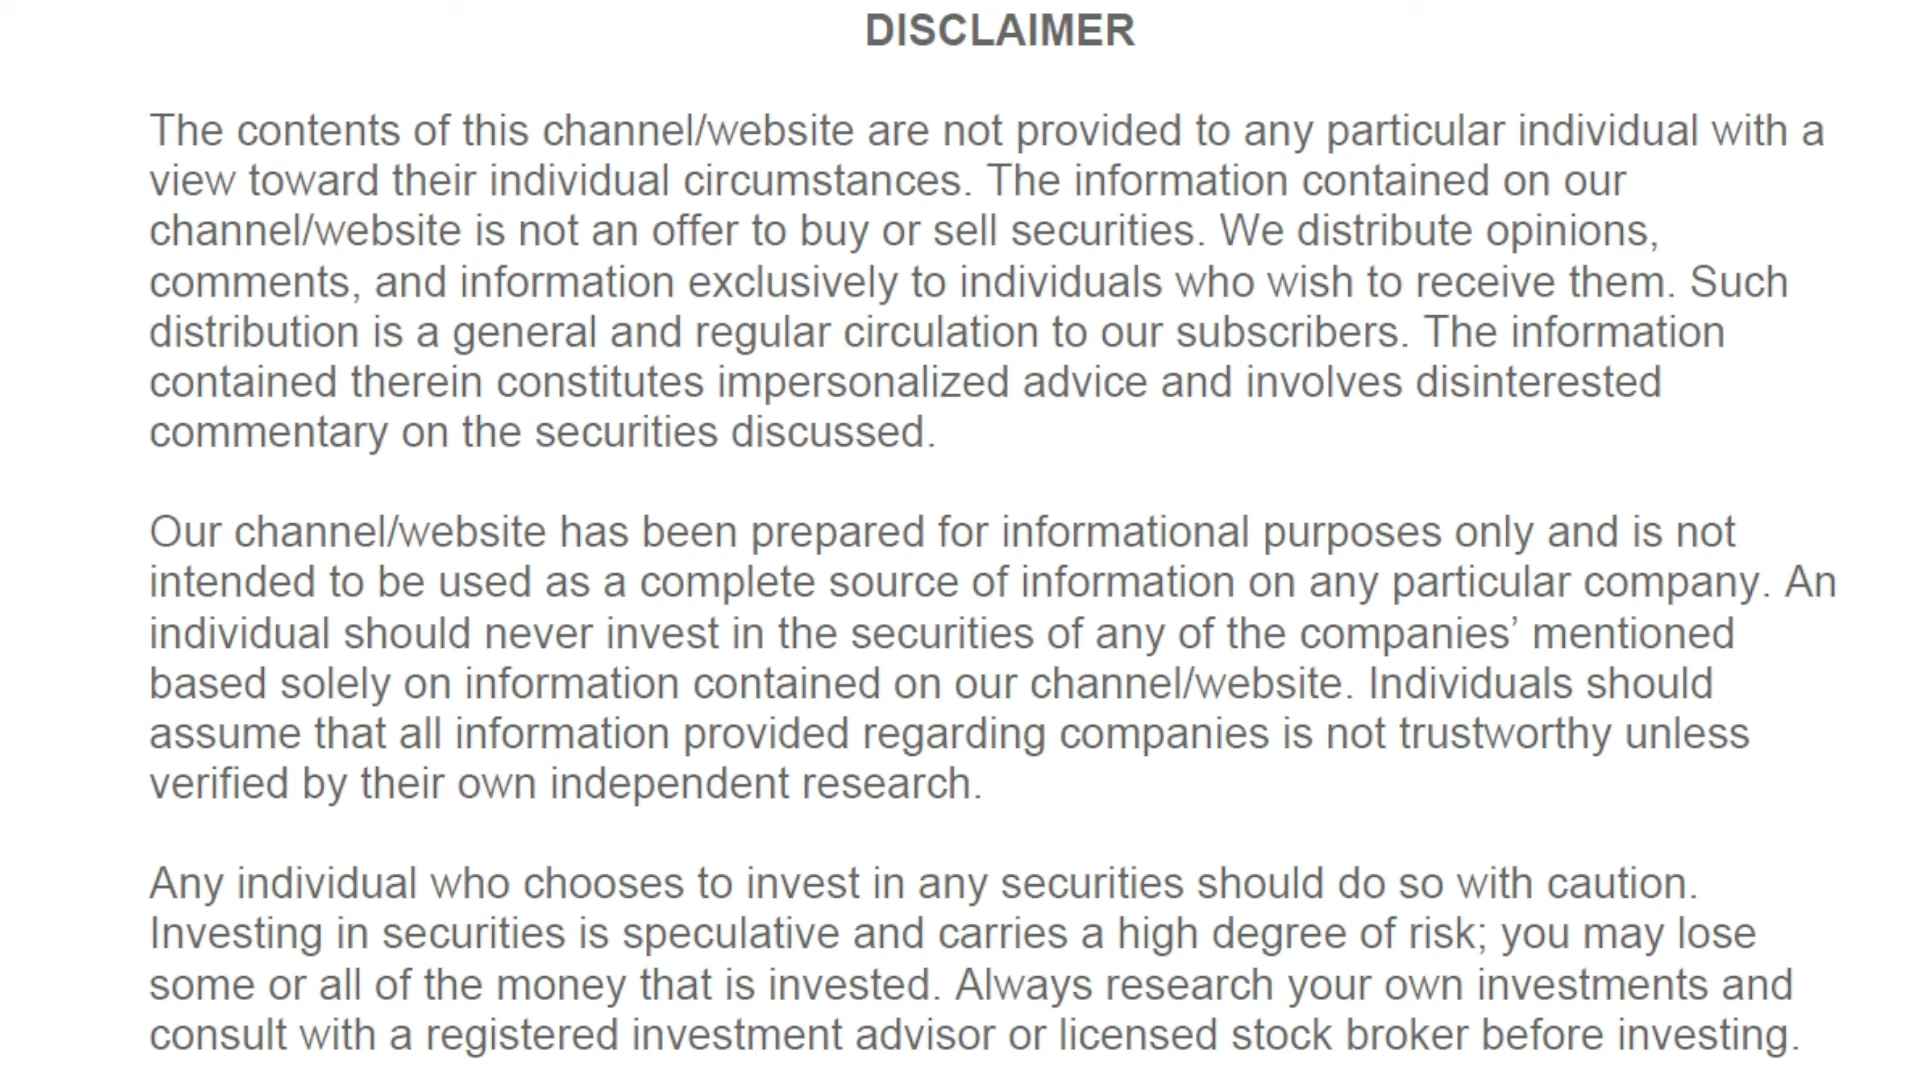 DISCLAIMER
The contents of this channel/website are not provided to any particular individual with a
view toward their individual circumstances. The information contained on our
channel/website is not an offer to buy or sell securities. We distribute opinions,
comments, and information exclusively to individuals who wish to receive them. Such
distribution is a general and regular circulation to our subscribers. The information
contained therein constitutes impersonalized advice and involves disinterested
commentary on the securities discussed.
Our channel/website has been prepared for informational purposes only and is not
intended to be used as a complete source of information on any particular company. An
individual should never invest in the securities of any of the companies’ mentioned
based solely on information contained on our channel/website. Individuals should
assume that all information provided regarding companies is not trustworthy unless
verified by their own independent research.
Any individual who chooses to invest in any securities should do so with caution.
Investing in securities is speculative and carries a high degree of risk; you may lose
some or all of the money that is invested. Always research your own investments and
consult with a registered investment advisor or licensed stock broker before investing.